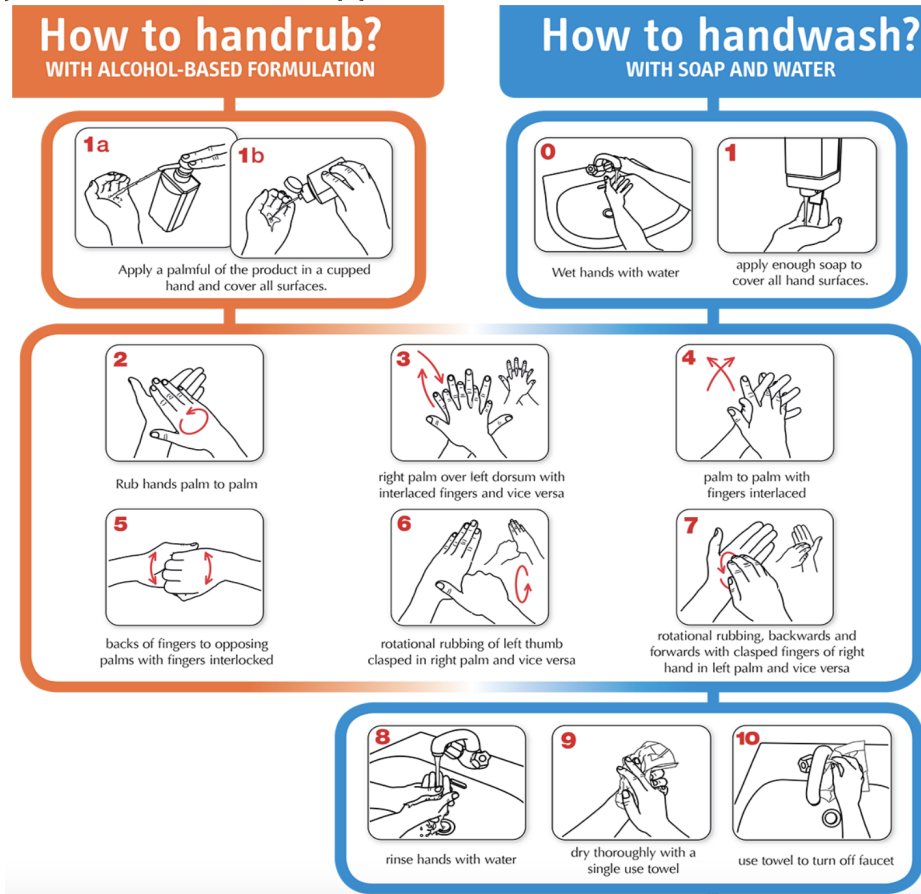 How to handrub?
WITH ALCOHOL-BASED FORMULATION
How to handwash?
WITH SOAP AND WATER
1a
1b
Apply a palmful of the product in a cupped
hand and cover all surfaces.
0
Wet hands with water
1
apply enough soap to
cover all hand surfaces.
2
Rub hands palm to palm
3
right palm over left dorsum with
interlaced fingers and vice versa
4
palm to palm with
fingers interlaced
5
backs of fingers to opposing
palms with fingers interlocked
6
rotational rubbing of left thumb
clasped in right palm and vice versa
7
rotational rubbing, backwards and
forwards with clasped fingers of right
hand in left palm and vice versa
8
rinse hands with water
9
dry thoroughly with a
single use towel
10
use towel to turn off faucet